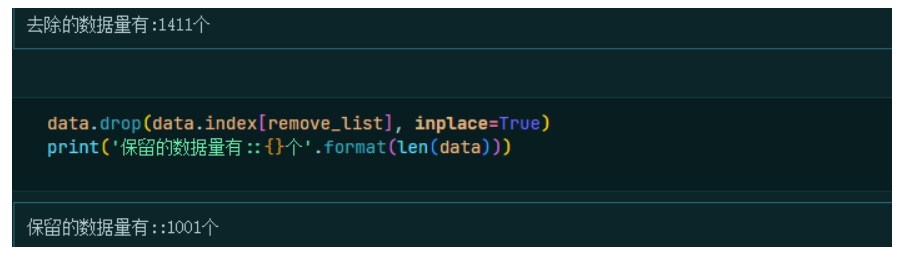 去除的数据量有:1411个
data.drop(data.index[remove_list], inplace=True)
print('保留的数据量有::{}个'.format(len(data)))
保留的数据量有::1001个